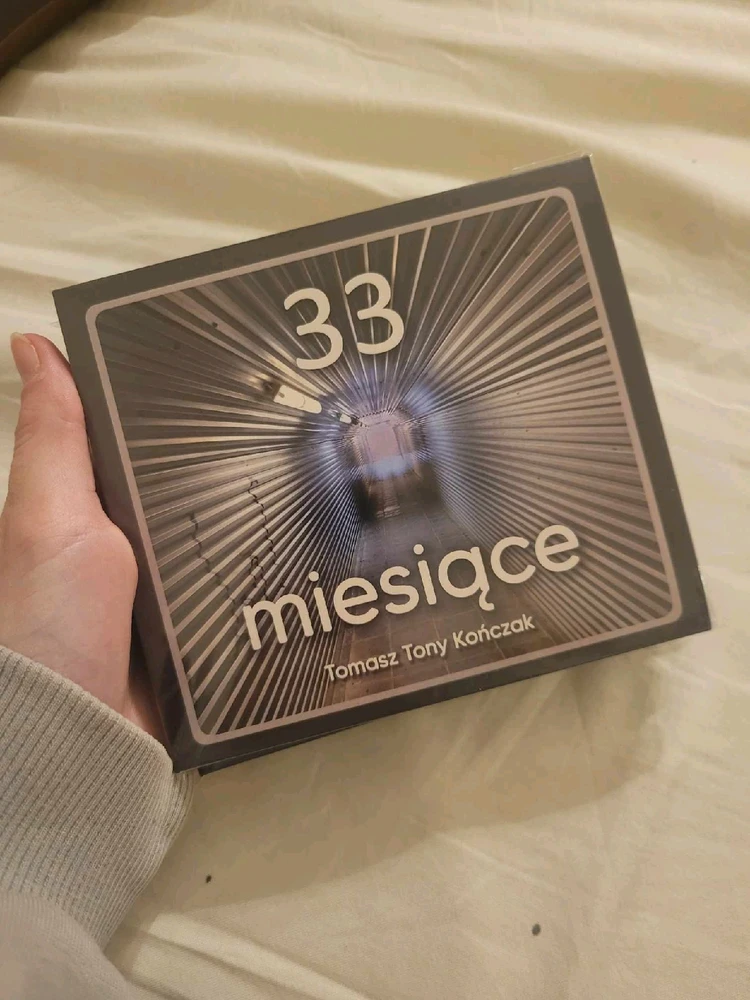 33
miesiące
Tomasz Tony Kończak